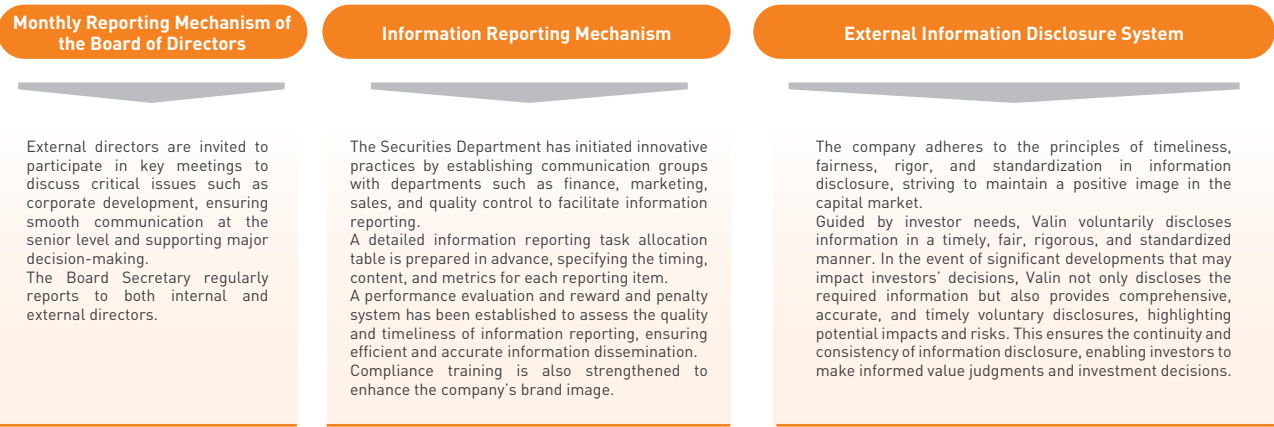 Monthly Reporting Mechanism of
the Board of Directors
External directors are invited to
participate in key meetings to
discuss critical issues such as
corporate development, ensuring
smooth communication at the
senior level and supporting major
decision-making.
The Board Secretary regularly
reports to both internal and
external directors.
Information Reporting Mechanism
The Securities Department has initiated innovative
practices by establishing communication groups
with departments such as finance, marketing,
sales, and quality control to facilitate information
reporting.
A detailed information reporting task allocation
table is prepared in advance, specifying the timing,
content, and metrics for each reporting item.
A performance evaluation and reward and penalty
system has been established to assess the quality
and timeliness of information reporting, ensuring
efficient and accurate information dissemination.
Compliance training is also strengthened to
enhance the company’s brand image.
External Information Disclosure System
The company adheres to the principles of timeliness,
fairness, rigor, and standardization in information
disclosure, striving to maintain a positive image in the
capital market.
Guided by investor needs, Valin voluntarily discloses
information in a timely, fair, rigorous, and standardized
manner. In the event of significant developments that may
impact investors’ decisions, Valin not only discloses the
required information but also provides comprehensive,
accurate, and timely voluntary disclosures, highlighting
potential impacts and risks. This ensures the continuity and
consistency of information disclosure, enabling investors to
make informed value judgments and investment decisions.